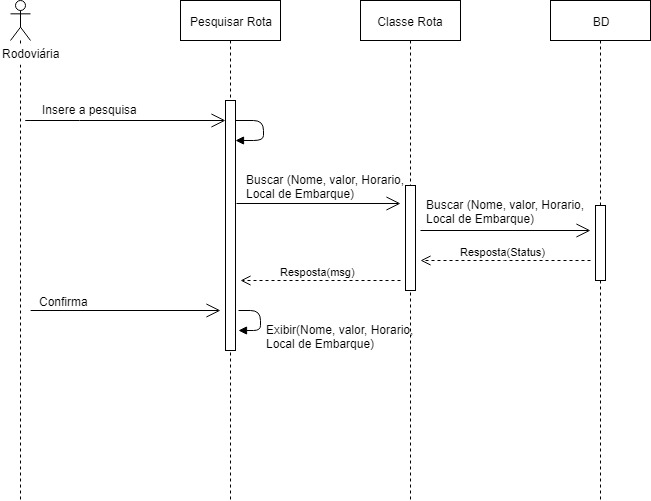 Pesquisar Rota
Classe Rota
BD
Rodoviária
Insere a pesquisa
Buscar (Nome, valor, Horario,
Local de Embarque)
Buscar (Nome, valor, Horario,
Local de Embarque)
Resposta(Status)
Resposta(msg)
Confirma
Exibir(Nome, valor, Horario,
Local de Embarque)